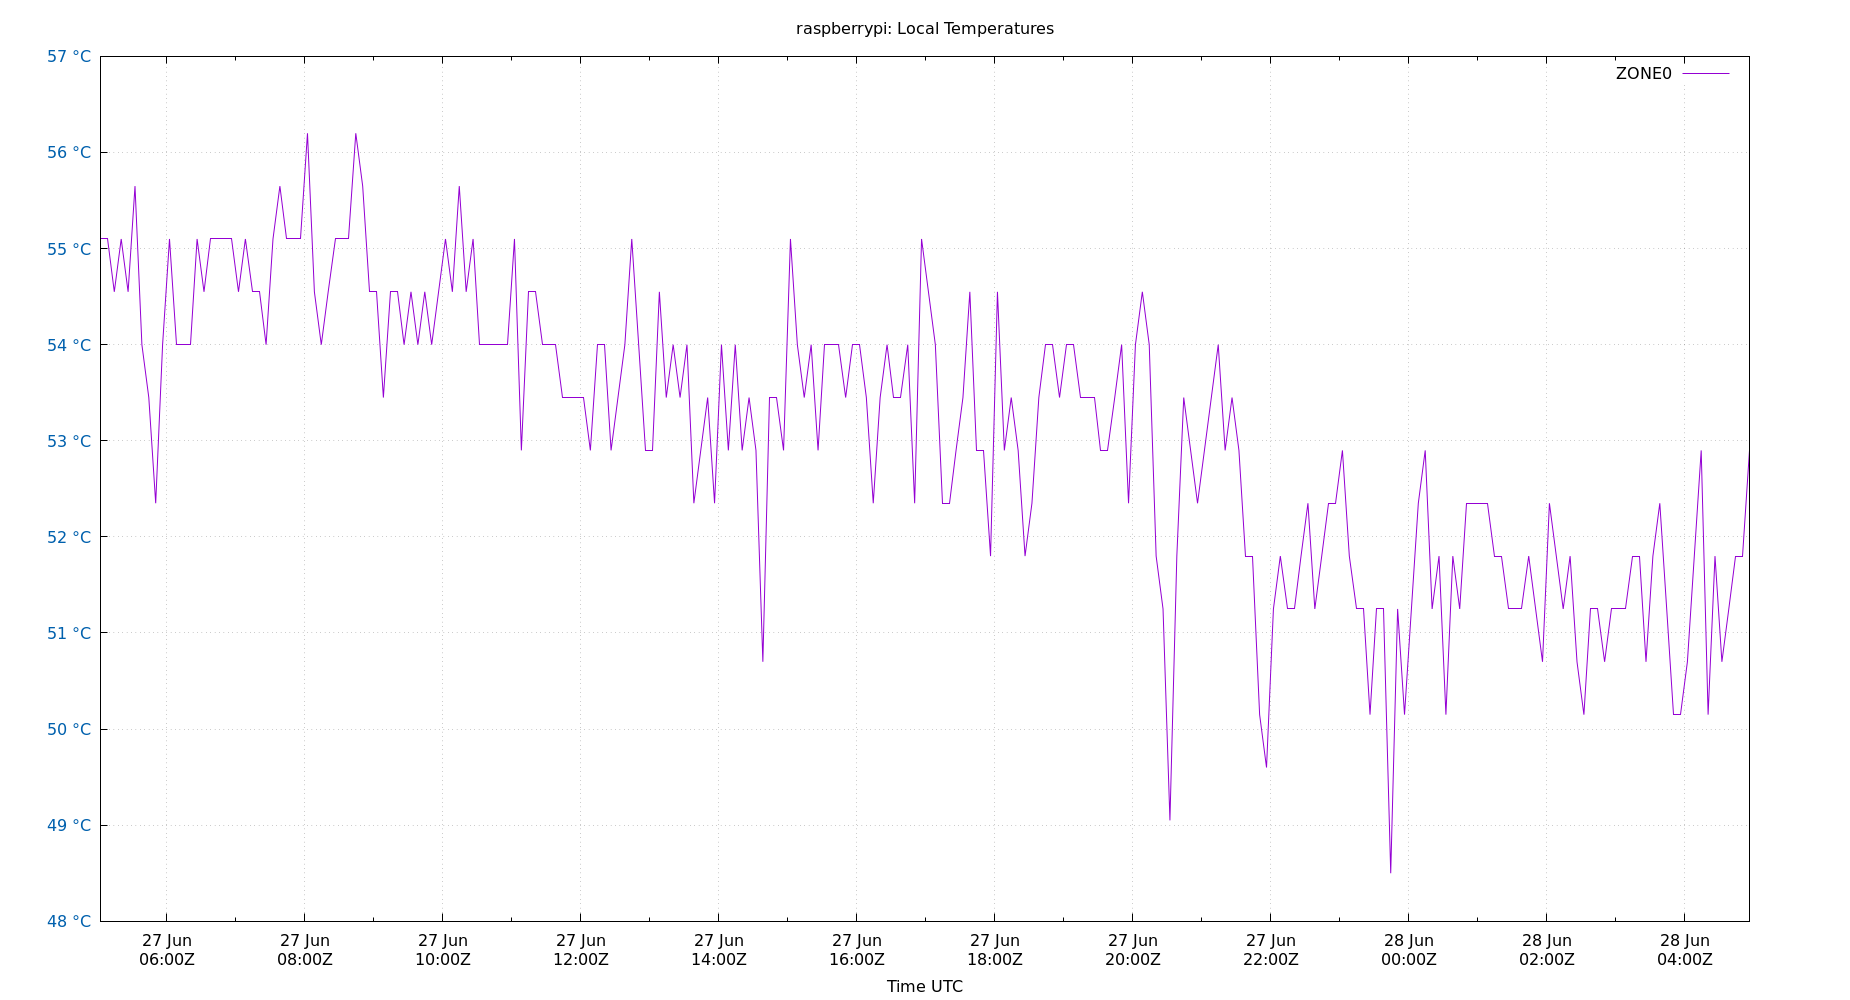 raspberrypi: Local Temperatures
57 °C
ZONE0
56 °C
55 °C
54 °C
53 °C
52 °C
51 °C
50 °C
49 °C
48 °C
27 Jun 27 Jun 27 Jun 27 Jun 27 Jun 27 Jun 27 Jun 27 Jun 27 Jun 28 Jun 28 Jun 28 Jun
06:00Z 08:00Z 10:00Z 12:00Z 14:00Z 16:00Z 18:00Z 20:00Z 22:00Z 00:00Z 02:00Z 04:00Z
Time UTC